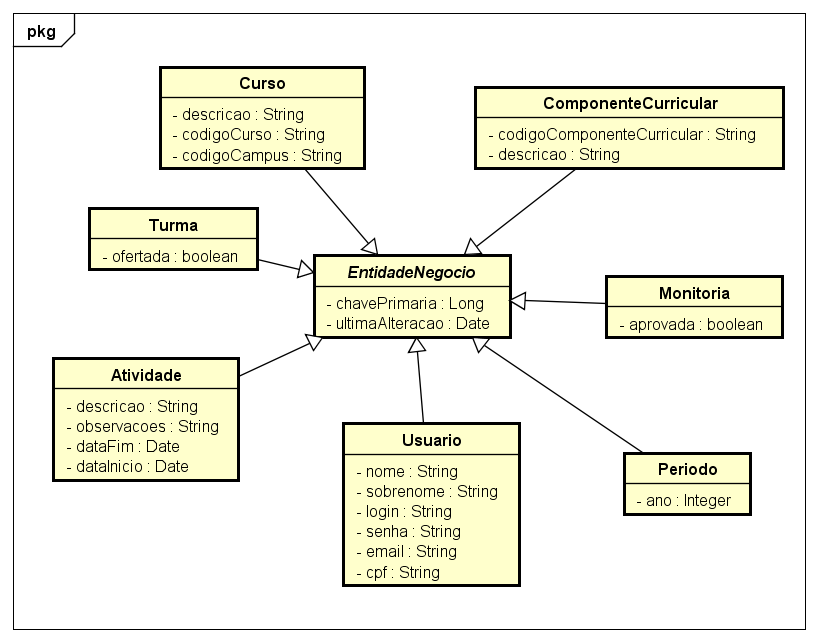 pkg
Curso
- descricao : String
- codigoCurso : String
- codigoCampus : String
ComponenteCurricular
- codigoComponenteCurricular : String
- descricao : String
Turma
- ofertada : boolean
EntidadeNegocio
- chavePrimaria : Long
- ultimaAlteracao : Date
Monitoria
- aprovada : boolean
Atividade
- descricao : String
- observacoes : String
- dataFim : Date
- dataInicio : Date
Usuario
- nome : String
- sobrenome : String
- login : String
- senha : String
- email : String
- cpf : String
Periodo
- ano : Integer